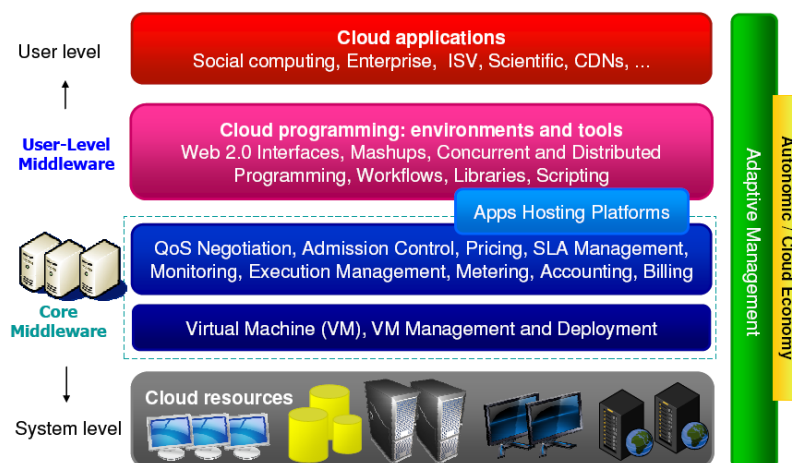 User level
Cloud applications
Social computing, Enterprise, ISV, Scientific, CDNs, ...
User-Level
Middleware
Cloud programming: environments and tools
Web 2.0 Interfaces, Mashups, Concurrent and Distributed
Programming, Workflows, Libraries, Scripting
Apps Hosting Platforms
QoS Negotiation, Admission Control, Pricing, SLA Management,
Monitoring, Execution Management, Metering, Accounting, Billing
Core
Middleware
Virtual Machine (VM), VM Management and Deployment
Cloud resources
System level
Adaptive Management
Autonomic / Cloud Economy